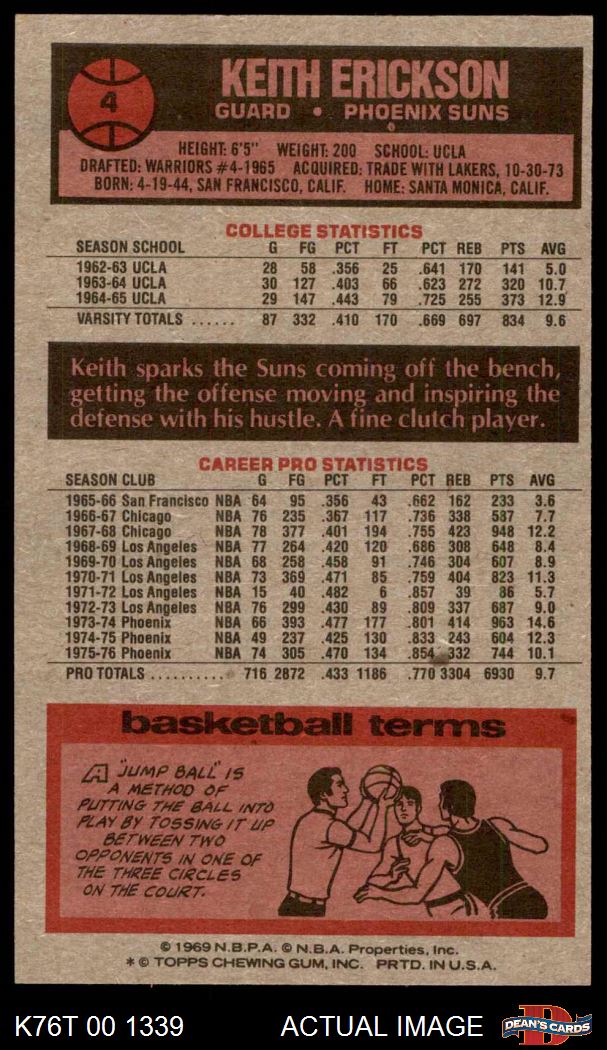 4
KEITH ERICKSON
GUARD • PHOENIX SUNS
HEIGHT: 6'5" WEIGHT: 200 SCHOOL: UCLA
DRAFTED: WARRIORS #4-1965 ACQUIRED: TRADE WITH LAKERS, 10-30-73
BORN: 4-19-44, SAN FRANCISCO, CALIF. HOME: SANTA MONICA, CALIF.
COLLEGE STATISTICS
SEASON SCHOOL G FG PCT FT PCT REB PTS AVG
1962-63 UCLA 28 58 .356 25 .641 170 141 5.0
1963-64 UCLA 30 127 .403 66 .623 272 320 10.7
1964-65 UCLA 29 147 .443 79 .725 255 373 12.9
VARSITY TOTALS ...... 87 332 .410 170 .669 697 834 9.6
Keith sparks the Suns coming off the bench,
getting the offense moving and inspiring the
defense with his hustle. A fine clutch player.
CAREER PRO STATISTICS
SEASON CLUB G FG PCT FT PCT REB PTS AVG
1965-66 San Francisco NBA 64 95 .356 43 .662 162 233 3.6
1966-67 Chicago NBA 76 235 .367 117 .736 338 587 7.7
1967-68 Chicago NBA 78 377 .401 194 .755 423 948 12.2
1968-69 Los Angeles NBA 77 264 .420 120 .686 308 648 8.4
1969-70 Los Angeles NBA 68 258 .458 91 .746 304 607 8.9
1970-71 Los Angeles NBA 73 369 .471 85 .759 404 823 11.3
1971-72 Los Angeles NBA 15 40 .482 6 .857 39 86 5.7
1972-73 Los Angeles NBA 76 299 .430 89 .809 337 687 9.0
1973-74 Phoenix NBA 66 393 .477 177 .801 414 963 14.6
1974-75 Phoenix NBA 49 237 .425 130 .833 243 604 12.3
1975-76 Phoenix NBA 74 305 .470 134 .854 332 744 10.1
PRO TOTALS .......... 716 2872 .433 1186 .770 3304 6930 9.7
basketball terms
A "JUMP BALL" IS
A METHOD OF
PUTTING THE BALL INTO
PLAY BY TOSSING IT UP
BETWEEN TWO
OPPONENTS IN ONE OF
THE THREE CIRCLES
ON THE COURT.
© 1969 N.B.P.A. © N.B.A. Properties, Inc.
* © TOPPS CHEWING GUM, INC. PRTD. IN U.S.A.
K76T 00 1339 ACTUAL IMAGE D DEAN'S CARDS